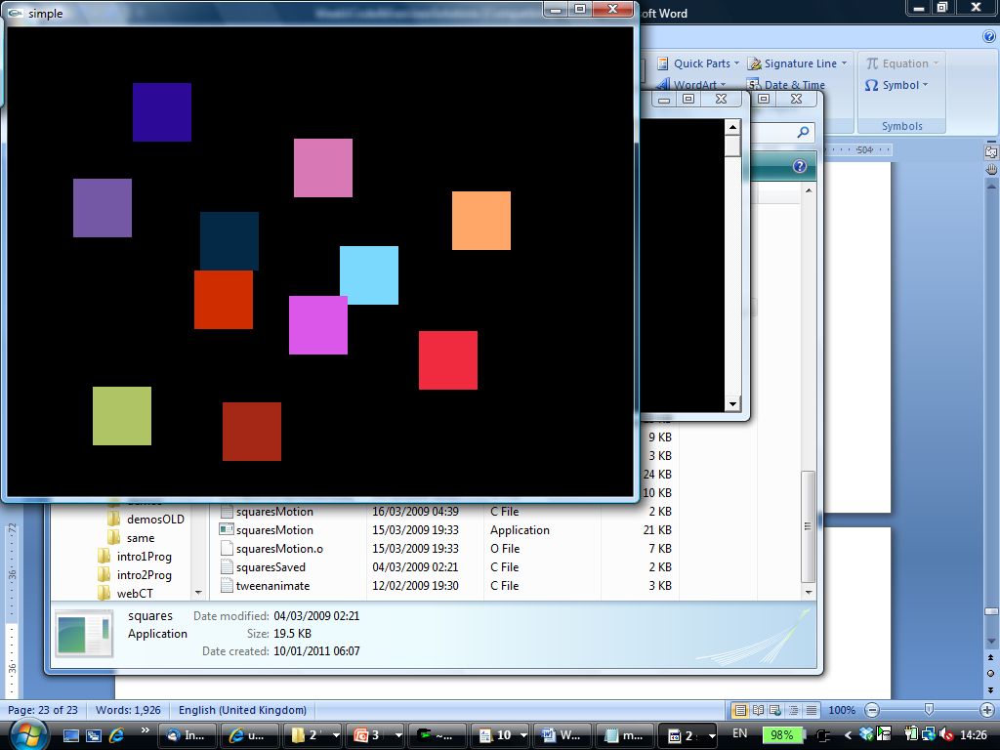 simple
oft Word
Quick Parts
Signature Line
Equation
WordArt
Date & Time
Symbol
Symbols
504
9 KB
3 KB
24 KB
10 KB
demosOLD
same
intro1Prog
intro2Prog
webCT
squaresMotion 16/03/2009 04:39 C File 2 KB
squaresMotion 15/03/2009 19:33 Application 21 KB
squaresMotion.o 15/03/2009 19:33 O File 7 KB
squaresSaved 04/03/2009 02:21 C File 2 KB
tweenanimate 12/02/2009 19:30 C File 3 KB
72
36
36
squares Date modified: 04/03/2009 02:21
Application Size: 19.5 KB
Date created: 10/01/2011 06:07
Page: 23 of 23 Words: 1,926 English (United Kingdom) 100%
» In... u... 2 3 ~... 10 W... m... 2 EN 98% < 14:26